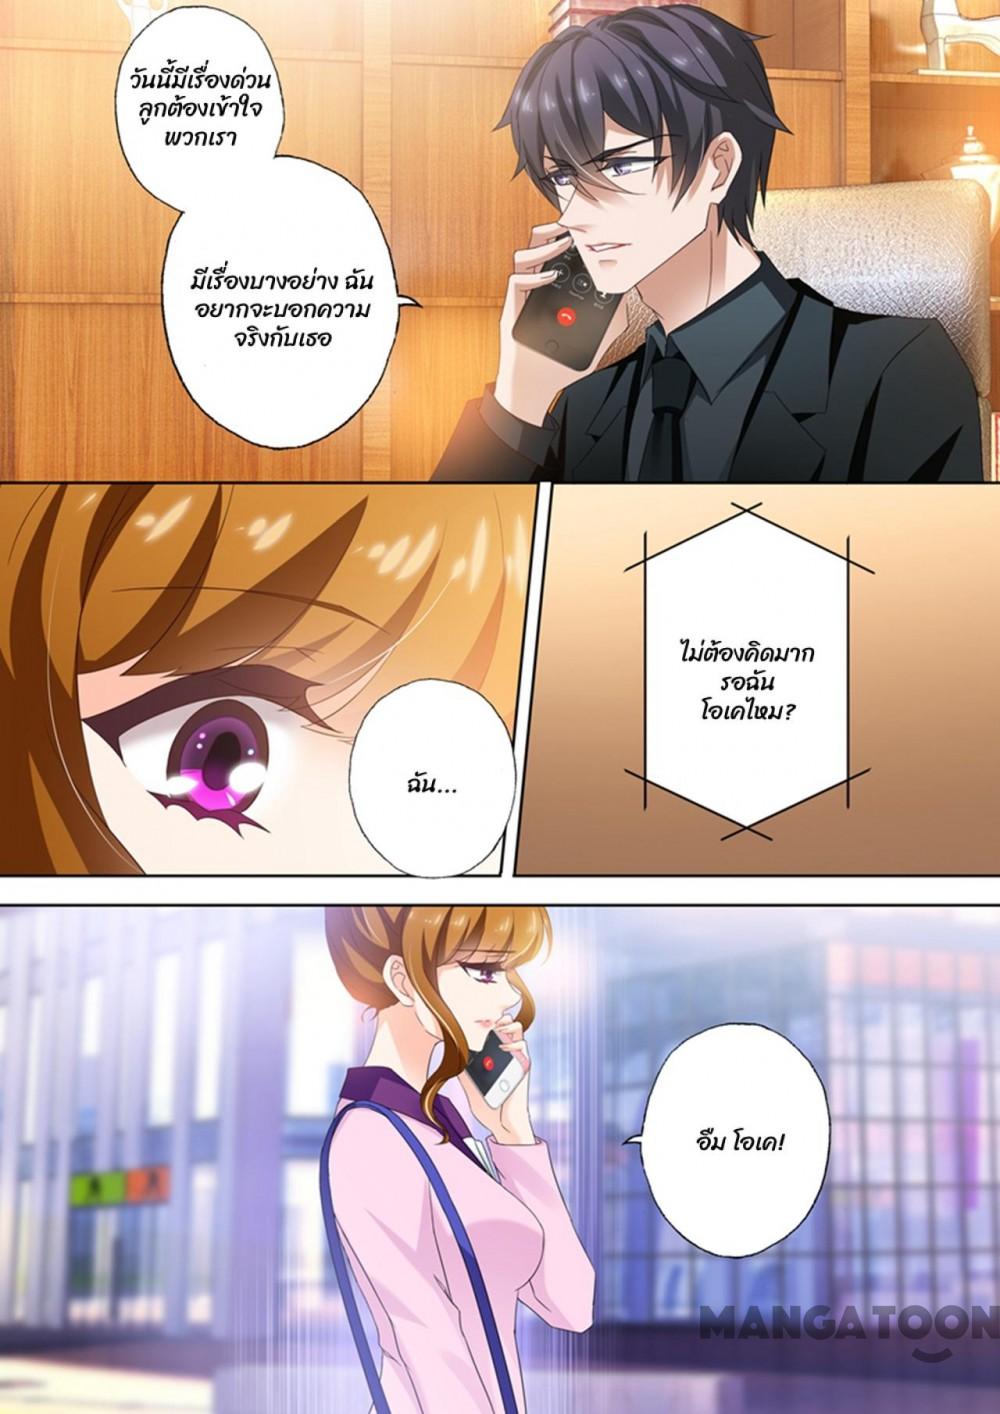 วันนี้มีเรื่องด่วน
ลูกต้องเข้าใจ
พวกเรา
มีเรื่องบางอย่าง ฉัน
อยากจะบอกความ
จริงกับเธอ
ไม่ต้องคิดมาก
รอฉัน
โอเคไหม?
ฉัน...
อืม โอเค!
MANGATOON